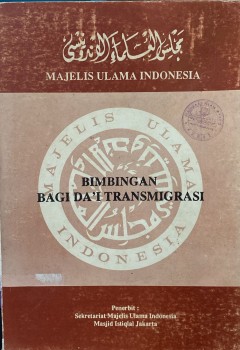 مجلس العلماء الاندونيسي
MAJELIS ULAMA INDONESIA
MAJELIS ULAMA
INDONESIA
BIMBINGAN
BAGI DA'I TRANSMIGRASI
Penerbit :
Sekretariat Majelis Ulama Indonesia
Masjid Istiqlal Jakarta